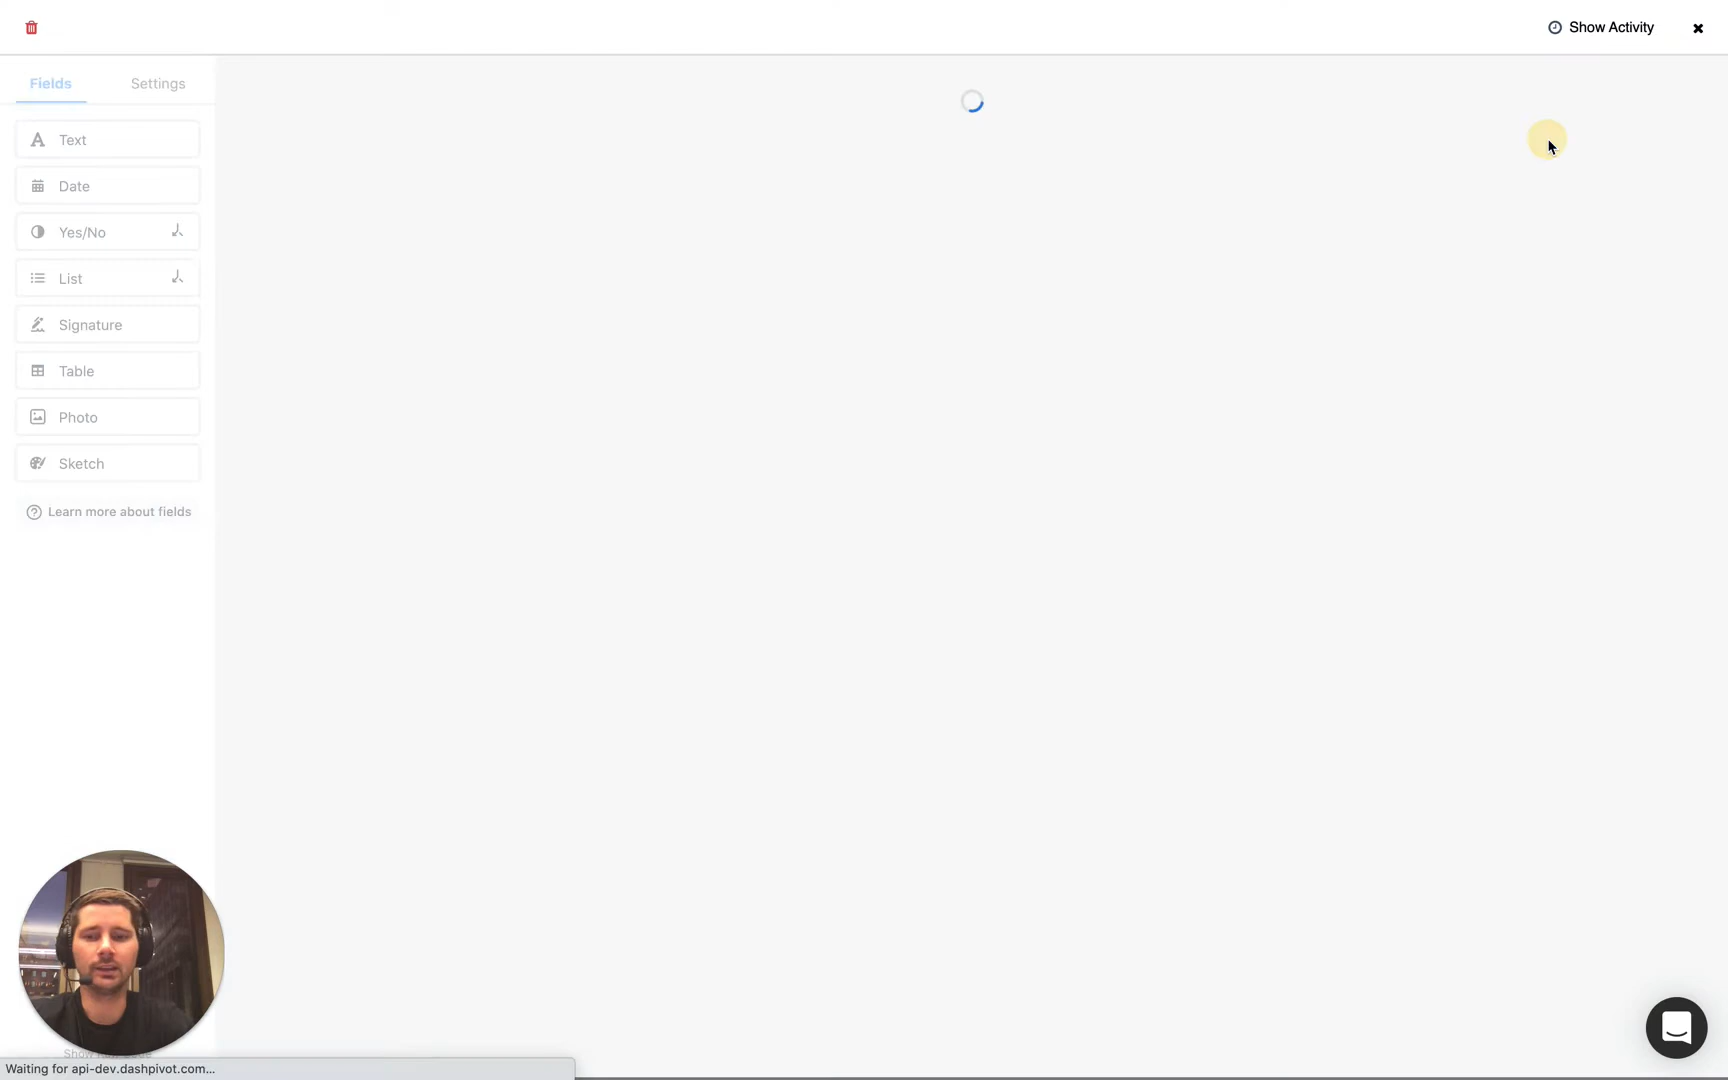 Show Activity
Fields
Settings
Text
Date
Yes/No
List
Signature
Table
Photo
Sketch
Learn more about fields
Show
Waiting for api-dev.dashpivot.com...